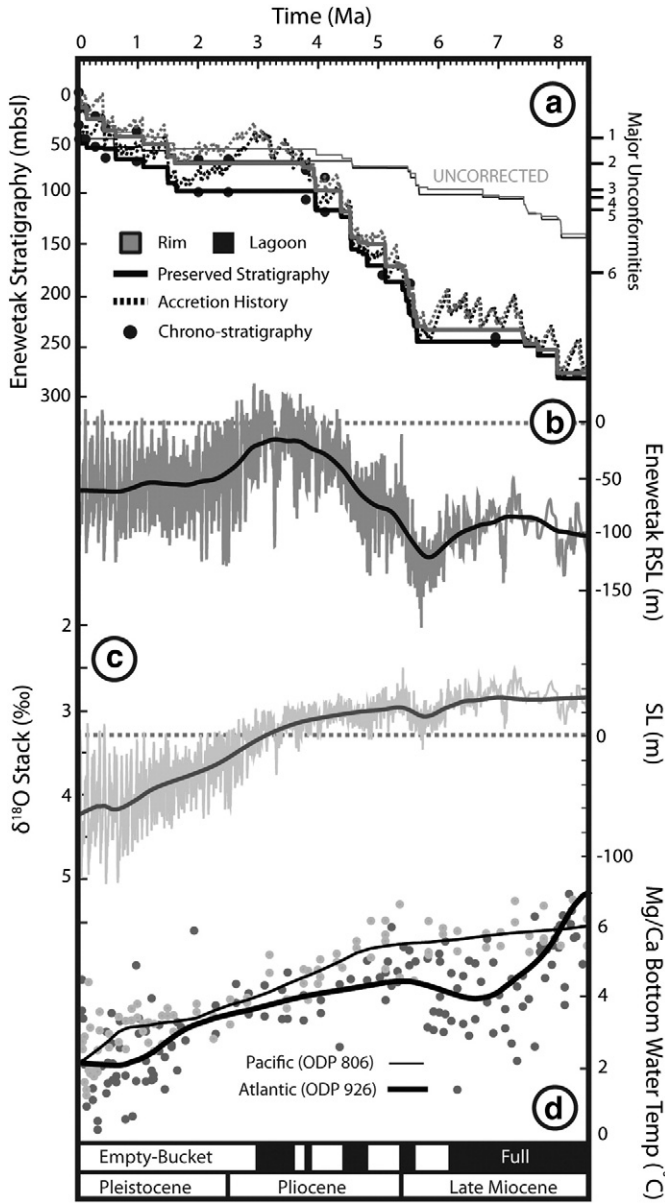 Time (Ma)
0 1 2 3 4 5 6 7 8
Enewetak Stratigraphy (mbsl)
0
50
100
150
200
250
300
a
Major Unconformities
1
2
3
4
5
6
UNCORRECTED
Rim
Lagoon
Preserved Stratigraphy
Accretion History
Chrono-stratigraphy
b
Enewetak RSL (m)
0
-50
-100
-150
c
δ18O Stack (‰)
2
3
4
5
SL (m)
0
-100
Mg/Ca Bottom Water Temp (˚C)
6
4
2
0
Pacific (ODP 806)
Atlantic (ODP 926)
d
Empty-Bucket
Full
Pleistocene
Pliocene
Late Miocene